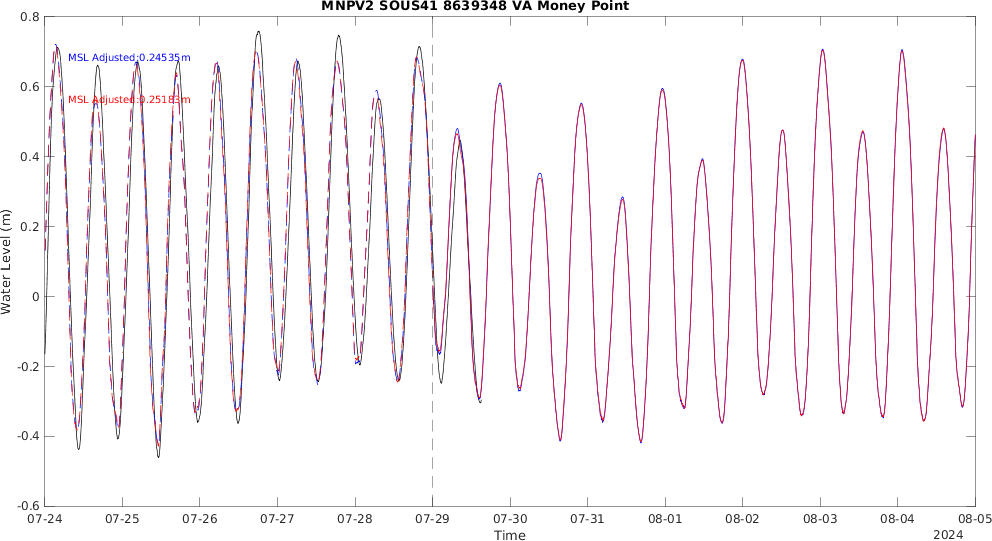 MNPV2 SOUS41 8639348 VA Money Point
0.8
0.6
0.4
0.2
0
-0.2
-0.4
-0.6
Water Level (m)
MSL Adjusted:0.24535m
MSL Adjusted:0.25183m
07-24 07-25 07-26 07-27 07-28 07-29 07-30 07-31 08-01 08-02 08-03 08-04 08-05
Time
2024